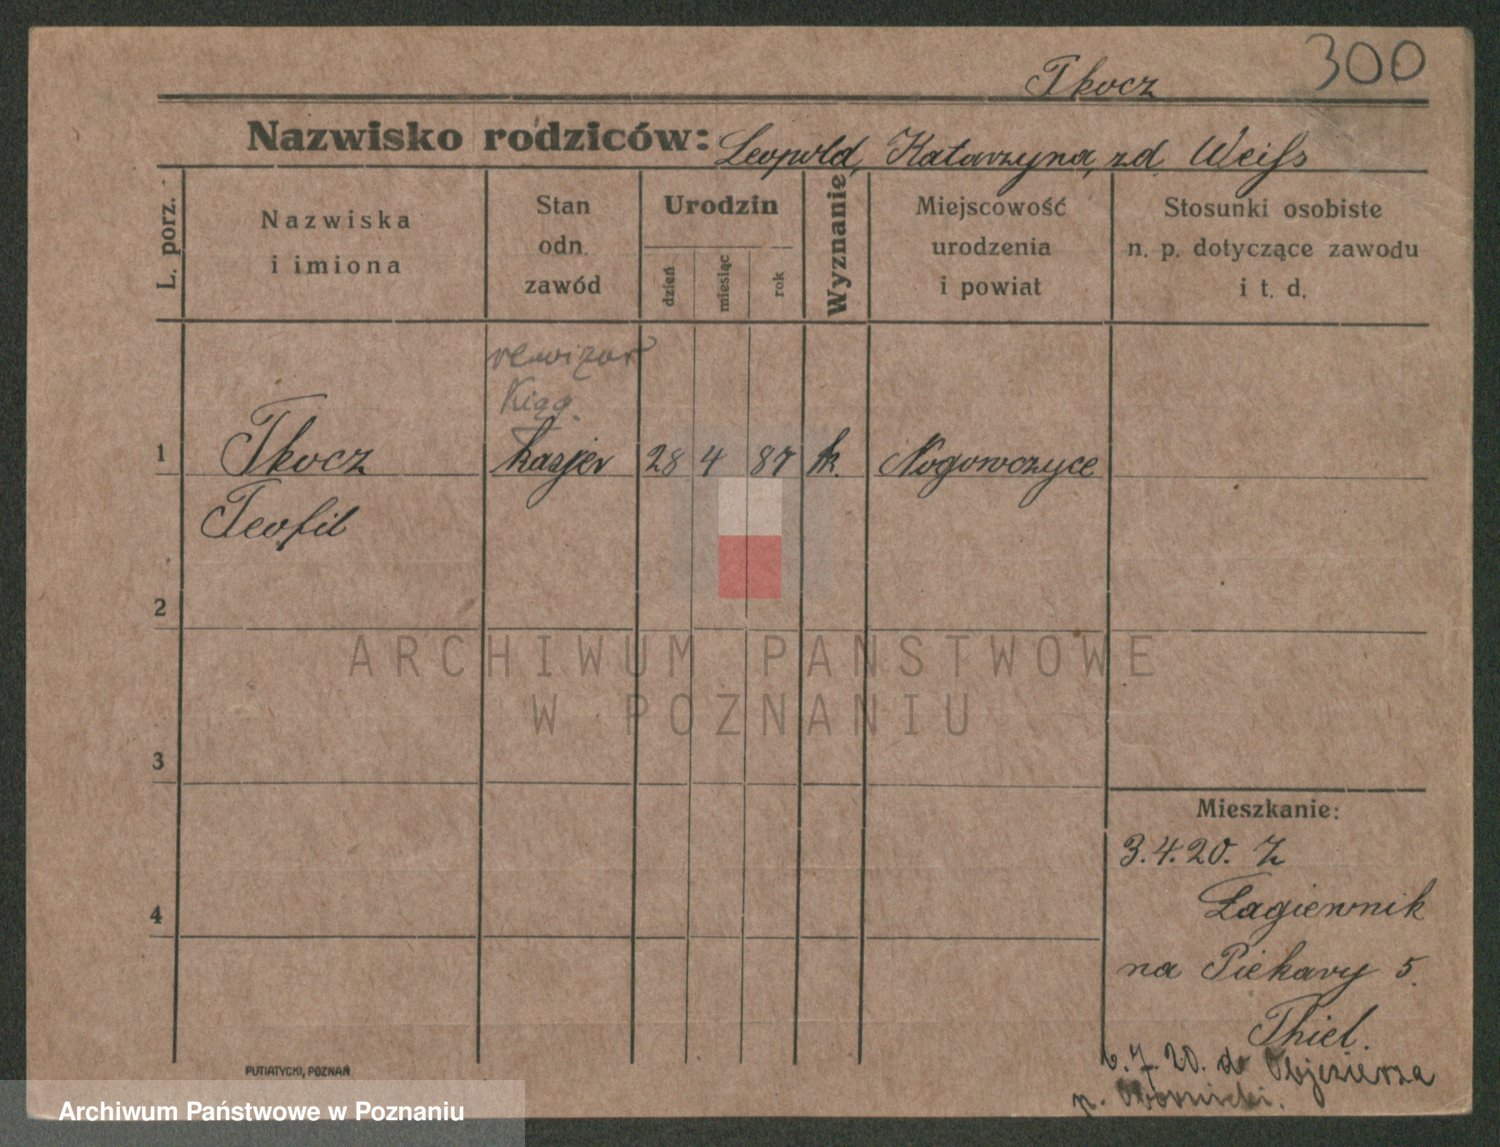 300
Tkocz
Nazwisko rodziców: Leopold, Katarzyna, zd. Weiss
L. porz.
Nazwiska
i imiona
Stan
odn.
zawód
Urodzin
dzień
miesiąc
rok
Wyznanie
Miejscowość
urodzenia
i powiat
Stosunki osobiste
n. p. dotyczące zawodu
i t. d.
rewizor
1 Tkocz kasjer 28 4 87 k. Nogowczyce
Teofil
2
ARCHIWUM PANSTWOWE
W POZNANIU
3
Mieszkanie:
3.4.20. Z
4
Łagiewnik
na Piekary 5.
Thiel.
6.7.20. do Objezierza
p. Obornicki.
PUTIATYCKI, POZNAŃ
Archiwum Państwowe w Poznaniu